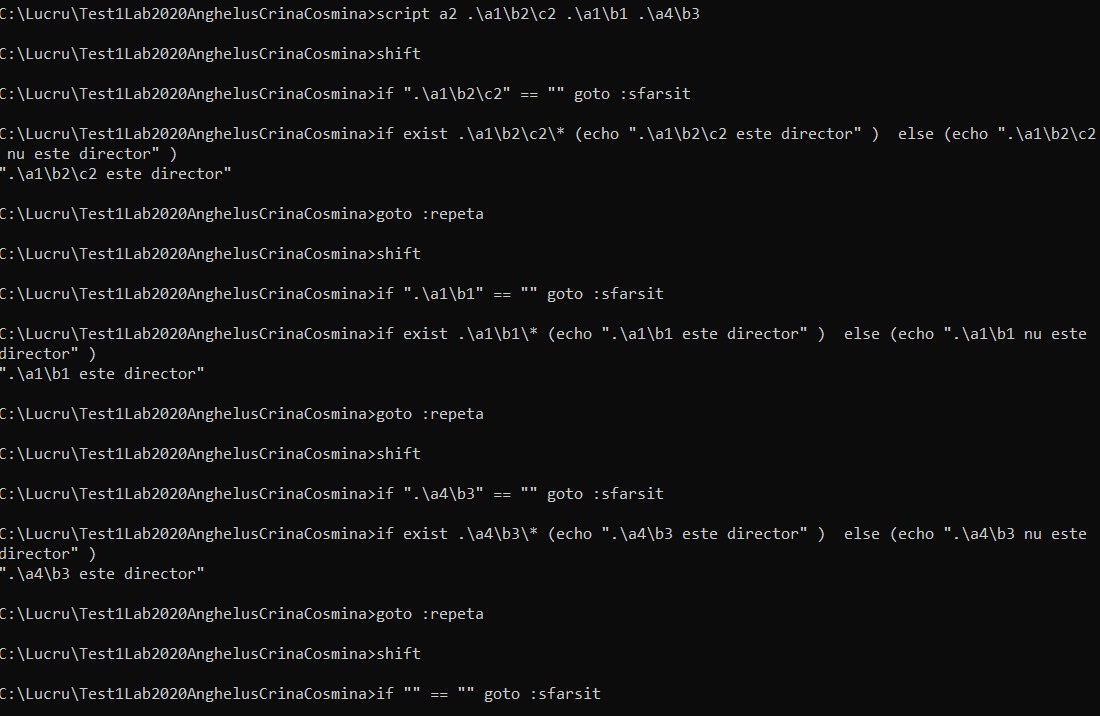 C:\Lucru\Test1Lab2020AnghelusCrinaCosmina>script a2 .\a1\b2\c2 .\a1\b1 .\a4\b3
C:\Lucru\Test1Lab2020AnghelusCrinaCosmina>shift
C:\Lucru\Test1Lab2020AnghelusCrinaCosmina>if ".\a1\b2\c2" == "" goto :sfarsit
C:\Lucru\Test1Lab2020AnghelusCrinaCosmina>if exist .\a1\b2\c2\* (echo ".\a1\b2\c2 este director" )  else (echo ".\a1\b2\c2
 nu este director" )
".\a1\b2\c2 este director"
C:\Lucru\Test1Lab2020AnghelusCrinaCosmina>goto :repeta
C:\Lucru\Test1Lab2020AnghelusCrinaCosmina>shift
C:\Lucru\Test1Lab2020AnghelusCrinaCosmina>if ".\a1\b1" == "" goto :sfarsit
C:\Lucru\Test1Lab2020AnghelusCrinaCosmina>if exist .\a1\b1\* (echo ".\a1\b1 este director" )  else (echo ".\a1\b1 nu este
director" )
".\a1\b1 este director"
C:\Lucru\Test1Lab2020AnghelusCrinaCosmina>goto :repeta
C:\Lucru\Test1Lab2020AnghelusCrinaCosmina>shift
C:\Lucru\Test1Lab2020AnghelusCrinaCosmina>if ".\a4\b3" == "" goto :sfarsit
C:\Lucru\Test1Lab2020AnghelusCrinaCosmina>if exist .\a4\b3\* (echo ".\a4\b3 este director" )  else (echo ".\a4\b3 nu este
director" )
".\a4\b3 este director"
C:\Lucru\Test1Lab2020AnghelusCrinaCosmina>goto :repeta
C:\Lucru\Test1Lab2020AnghelusCrinaCosmina>shift
C:\Lucru\Test1Lab2020AnghelusCrinaCosmina>if "" == "" goto :sfarsit